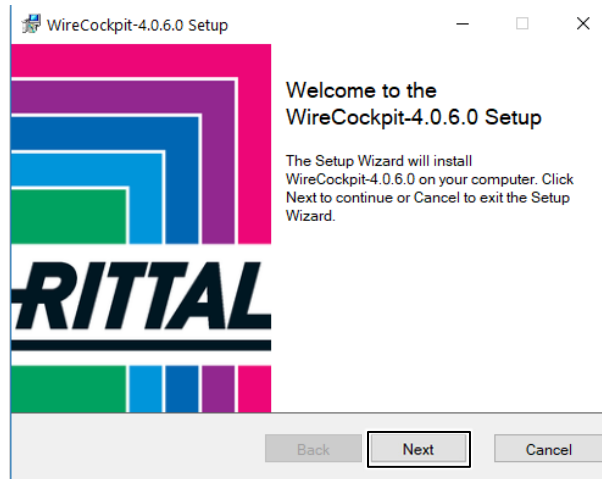 WireCockpit-4.0.6.0 Setup
Welcome to the
WireCockpit-4.0.6.0 Setup
The Setup Wizard will install
WireCockpit-4.0.6.0 on your computer. Click
Next to continue or Cancel to exit the Setup
Wizard.
RITTAL
Back Next Cancel